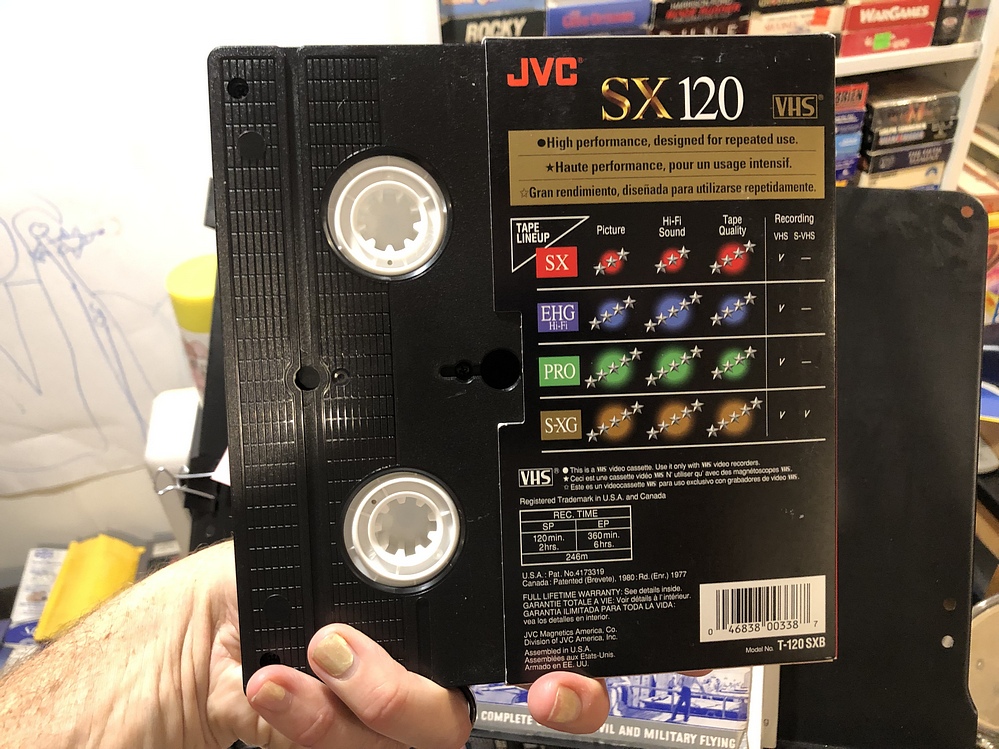 ROCKY
DUNE
WARGAMES
JVC
SX 120
VHS
●High performance, designed for repeated use.
★Haute performance, pour un usage intensif.
☆Gran rendimiento, diseñada para utilizarse repetidamente.
TAPE LINEUP
Picture
Hi-Fi Sound
Tape Quality
Recording
VHS S-VHS
SX
EHG
Hi-Fi
PRO
S-XG
VHS
● This is a VHS video cassette. Use it only with VHS video recorders.
★ Ceci est une cassette vidéo VHS N' utiliser qu' avec des magnétoscopes VHS.
☆ Este es un videocassette VHS para uso exclusivo con grabadores de video VHS.
Registered Trademark in U.S.A. and Canada
REC. TIME
SP EP
120min. 360min.
2hrs. 6hrs.
246m
U.S.A.: Pat. No.4173319
Canada: Patented (Brevete), 1980: Rd.(Enr.) 1977
FULL LIFETIME WARRANTY: See details inside.
GARANTIE TOTALE A VIE: Voir détails à l' intérieur.
GARANTIA ILIMITADA PARA TODA LA VIDA:
vea los detalles en interior.
JVC Magnetics America, Co.
Division of JVC America, Inc.
Assembled in U.S.A.
Assemblées aux Etats-Unis.
Armado en EE. UU.
0 46838 00338 7
Model No. T-120 SXB
COMPLETE
VIL AND MILITARY FLYING